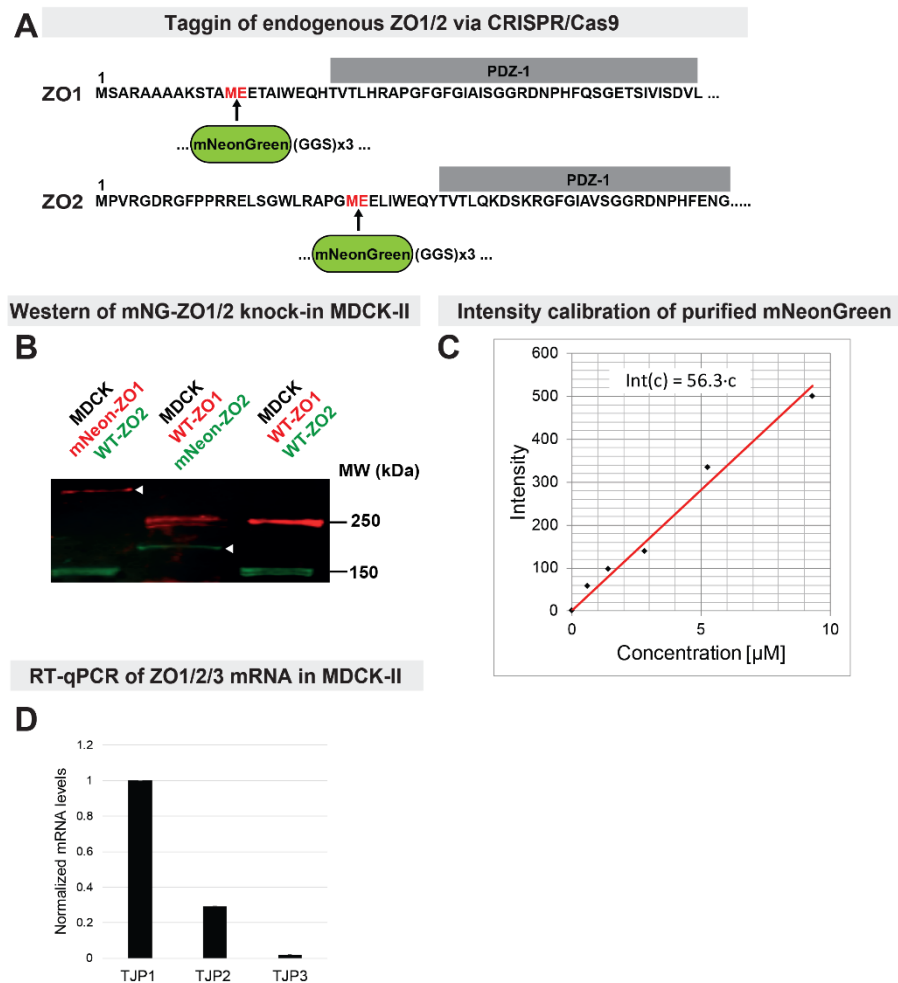 A
Taggin of endogenous ZO1/2 via CRISPR/Cas9
PDZ-1
1
ZO1 MSARAAAAKSTAMEETAIWEQHTVTLHRAPGFGFGIAISGGRDNPHFQSGETSIVISDVL ...
... mNeonGreen (GGS)x3 ...
PDZ-1
1
ZO2 MPVRGDRGFPPRRELSGWLRAPGMEELIWEQYTVTLQKDSKRGFGIAVSGGRDNPHFENG.....
... mNeonGreen (GGS)x3 ...
Western of mNG-ZO1/2 knock-in MDCK-II
B
MDCK
mNeon-ZO1
WT-ZO2
MDCK
WT-ZO1
mNeon-ZO2
MDCK
WT-ZO1
WT-ZO2
MW (kDa)
250
150
Intensity calibration of purified mNeonGreen
C
Int(c) = 56.3·c
Intensity
600
500
400
300
200
100
0
0 5 10
Concentration [µM]
RT-qPCR of ZO1/2/3 mRNA in MDCK-II
D
Normalized mRNA levels
1.2
1
0.8
0.6
0.4
0.2
0
TJP1 TJP2 TJP3